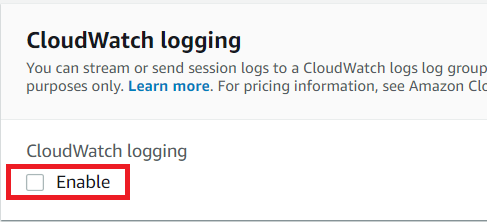 CloudWatch logging
You can stream or send session logs to a CloudWatch logs log group
purposes only. Learn more. For pricing information, see Amazon Clo
CloudWatch logging
Enable